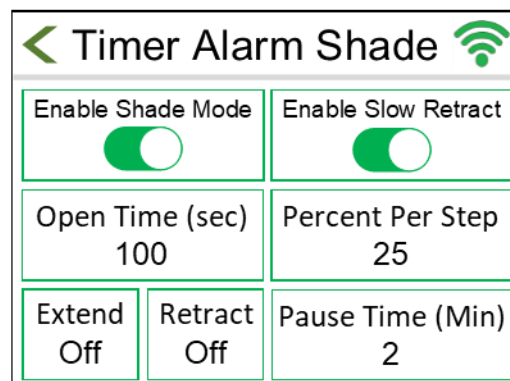 Timer Alarm Shade
Enable Shade Mode
Enable Slow Retract
Open Time (sec)
100
Percent Per Step
25
Extend
Off
Retract
Off
Pause Time (Min)
2